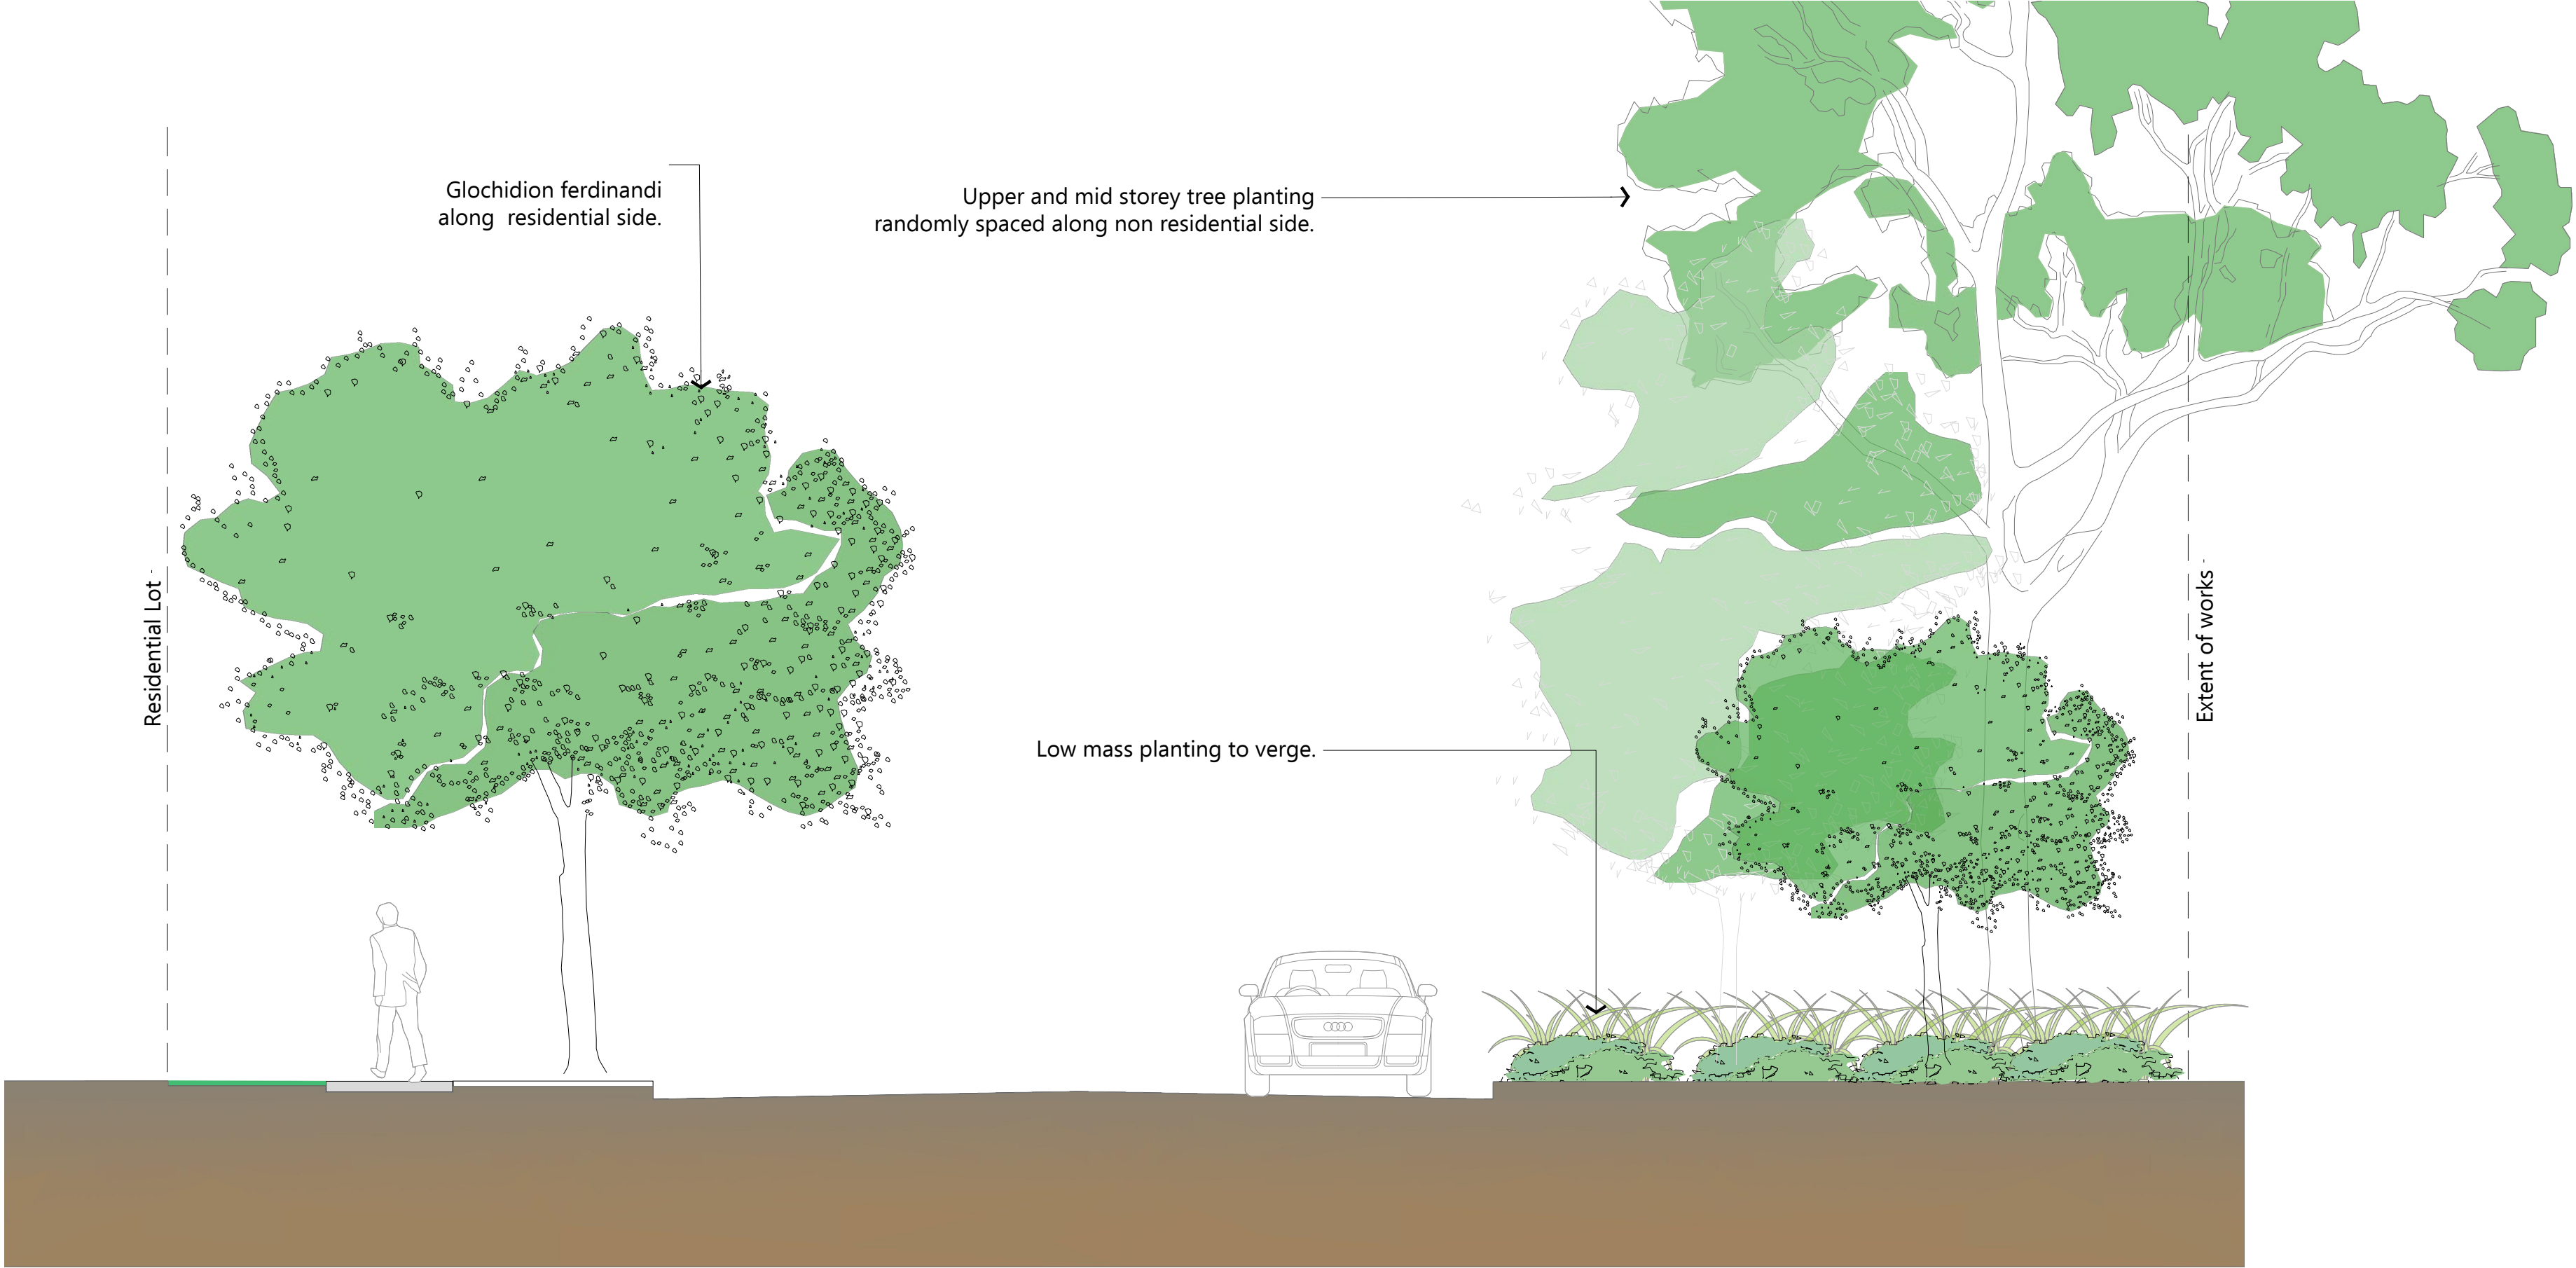 Glochidion ferdinandi
along residential side.
Upper and mid storey tree planting
randomly spaced along non residential side.
Low mass planting to verge.
Residential Lot
Extent of works